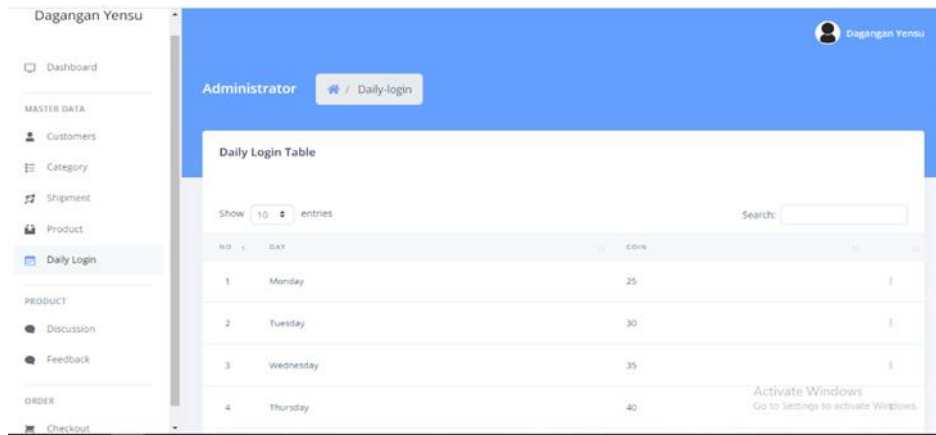 Dagangan Yensu
Dashboard
MASTER DATA
Customers
Category
Shipment
Product
Daily Login
PRODUCT
Discussion
Feedback
ORDER
Checkout
Dagangan Yensu
Administrator / Daily-login
Daily Login Table
Show 10 entries Search:
NO DAY COIN
1 Monday 25
2 Tuesday 30
3 Wednesday 35
4 Thursday 40
Activate Windows
Go to Settings to activate Windows.